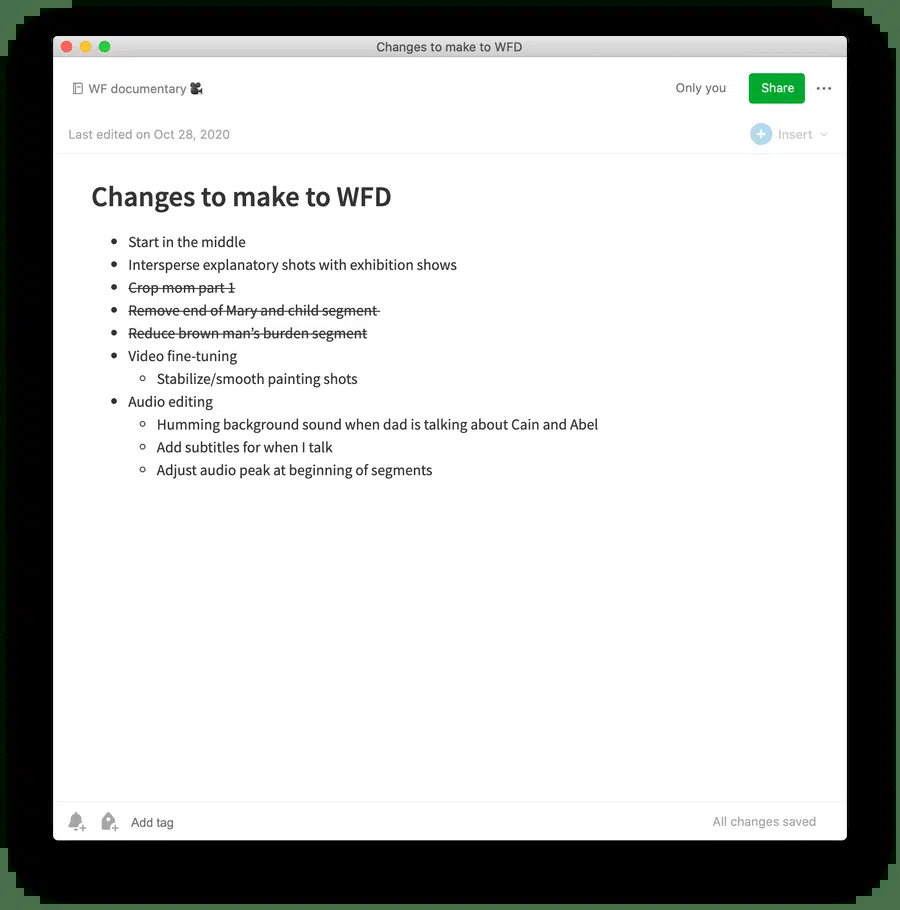 Changes to make to WFD
WF documentary 🎥
Only you
Share
Last edited on Oct 28, 2020
Insert
Changes to make to WFD
Start in the middle
Intersperse explanatory shots with exhibition shows
Crop mom part 1
Remove end of Mary and child segment
Reduce brown man's burden segment
Video fine-tuning
Stabilize/smooth painting shots
Audio editing
Humming background sound when dad is talking about Cain and Abel
Add subtitles for when I talk
Adjust audio peak at beginning of segments
Add tag
All changes saved